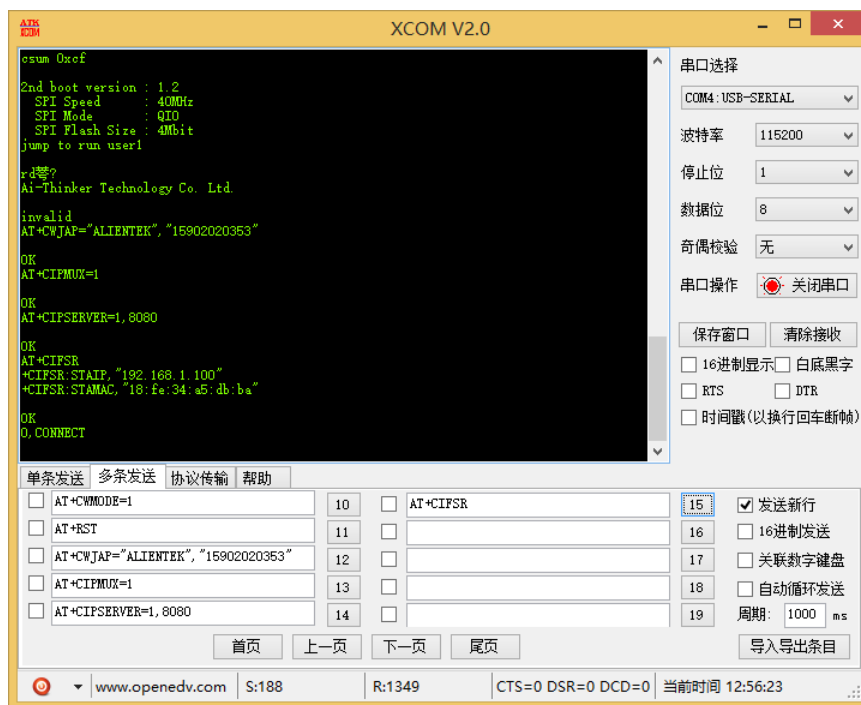 ATK
XCOM
XCOM V2.0
csum 0xcf
2nd boot version : 1.2
SPI Speed : 40MHz
SPI Mode : QIO
SPI Flash Size : 4Mbit
jump to run user1
Ai-Thinker Technology Co. Ltd.
invalid
AT+CWJAP="ALIENTEK","15902020353"
OK
AT+CIPMUX=1
OK
AT+CIPSERVER=1,8080
OK
AT+CIFSR
+CIFSR:STAIP,"192.168.1.100"
+CIFSR:STAMAC,"18:fe:34:a5:db:ba"
OK
0,CONNECT
串口选择
COM4:USB-SERIAL
波特率 115200
停止位 1
数据位 8
奇偶校验 无
串口操作 关闭串口
保存窗口 清除接收
16进制显示 白底黑字
RTS DTR
时间戳(以换行回车断帧)
单条发送 多条发送 协议传输 帮助
AT+CWMODE=1 10 AT+CIFSR 15 发送新行
AT+RST 11 16 16进制发送
AT+CWJAP="ALIENTEK","15902020353" 12 17 关联数字键盘
AT+CIPMUX=1 13 18 自动循环发送
AT+CIPSERVER=1,8080 14 19 周期: 1000 ms
首页 上一页 下一页 尾页 导入导出条目
www.openedv.com S:188 R:1349 CTS=0 DSR=0 DCD=0 当前时间 12:56:23